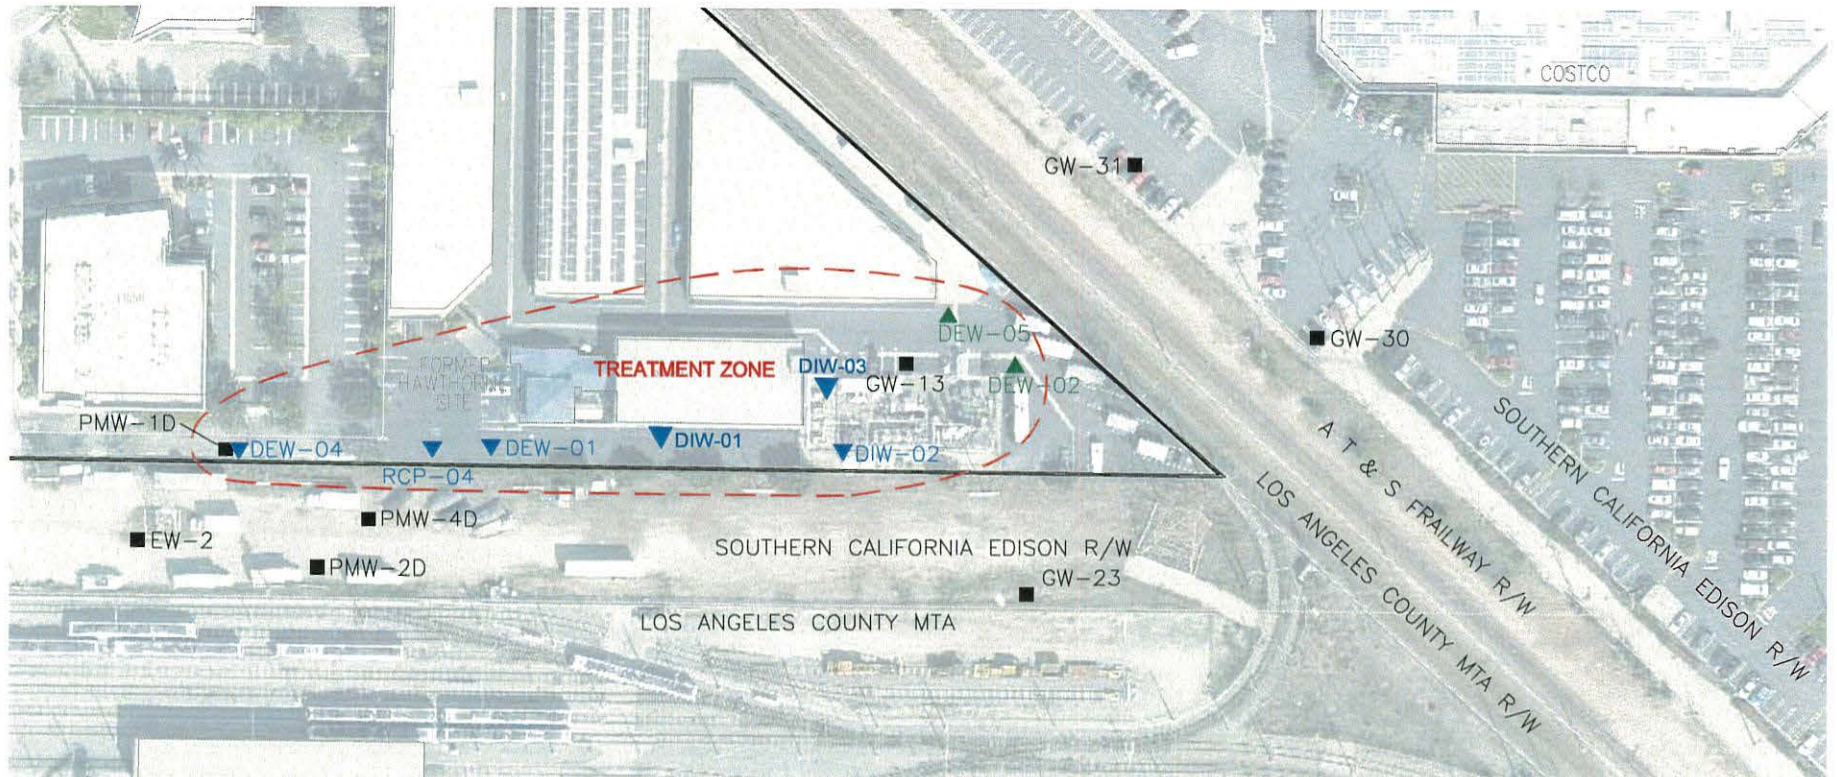 COSTCO
GW-31
GW-30
DEW-05
TREATMENT ZONE
DIW-03
GW-13
DEW-02
FORMER
HAWTHORNE
SITE
PMW-1D
DEW-04
RCP-04
DEW-01
DIW-01
DIW-02
PMW-4D
EW-2
PMW-2D
SOUTHERN CALIFORNIA EDISON R/W
GW-23
LOS ANGELES COUNTY MTA
A T & S FRAILWAY R/W
SOUTHERN CALIFORNIA EDISON R/W
LOS ANGELES COUNTY MTA R/W